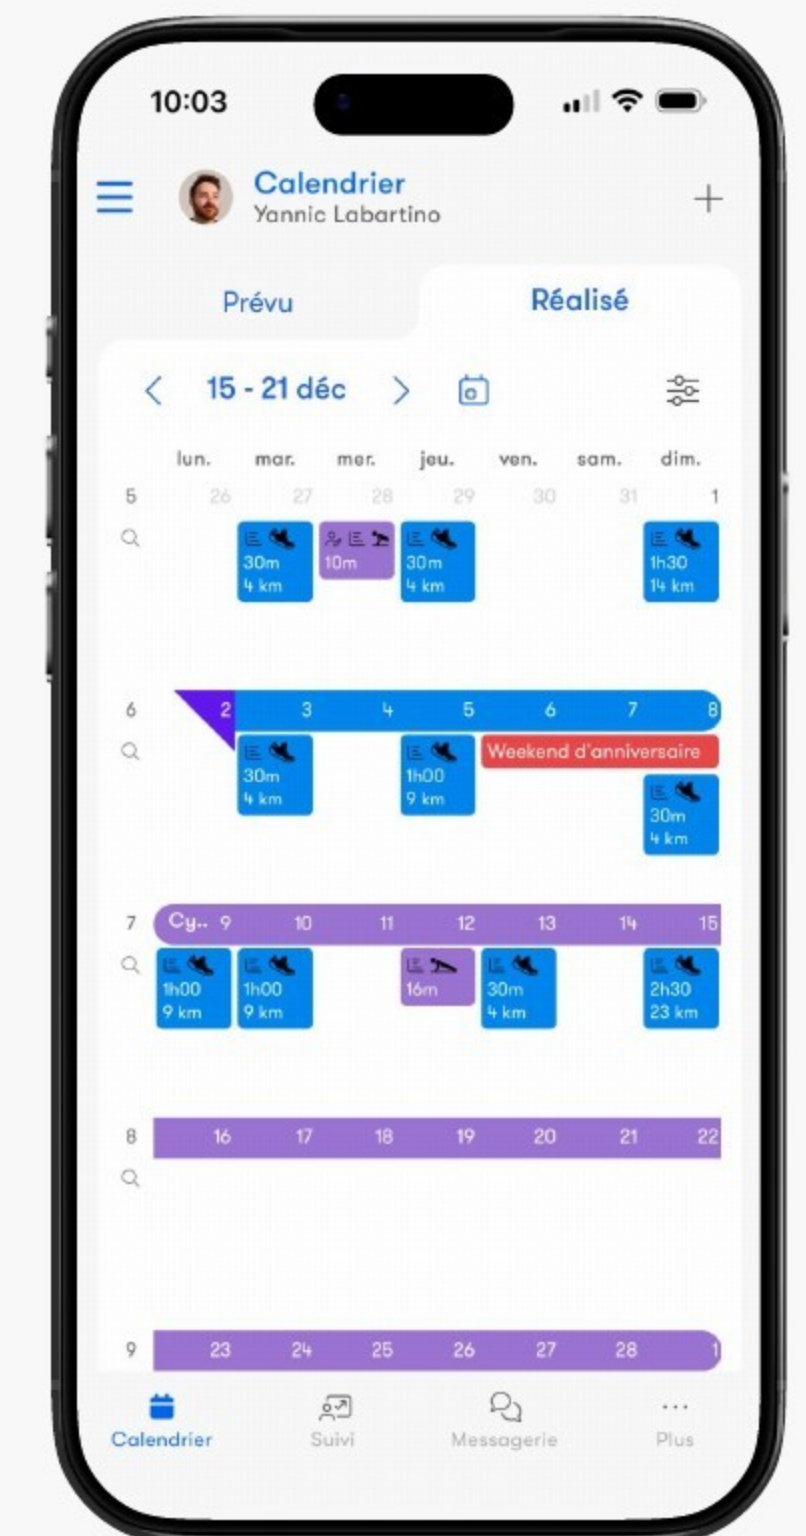 10:03
Calendrier
Yannic Labartino
Prévu Réalisé
15 - 21 déc
lun. mar. mer. jeu. ven. sam. dim.
5 26 27 28 29 30 31 1
30m 10m 30m 1h30
4 km 4 km 14 km
6 2 3 4 5 6 7 8
Weekend d'anniversaire
30m 1h00
4 km 9 km
30m
4 km
7 Cy.. 9 10 11 12 13 14 15
1h00 1h00 16m 30m 2h30
9 km 9 km 4 km 23 km
8 16 17 18 19 20 21 22
9 23 24 25 26 27 28 1
Calendrier Suivi Messagerie Plus